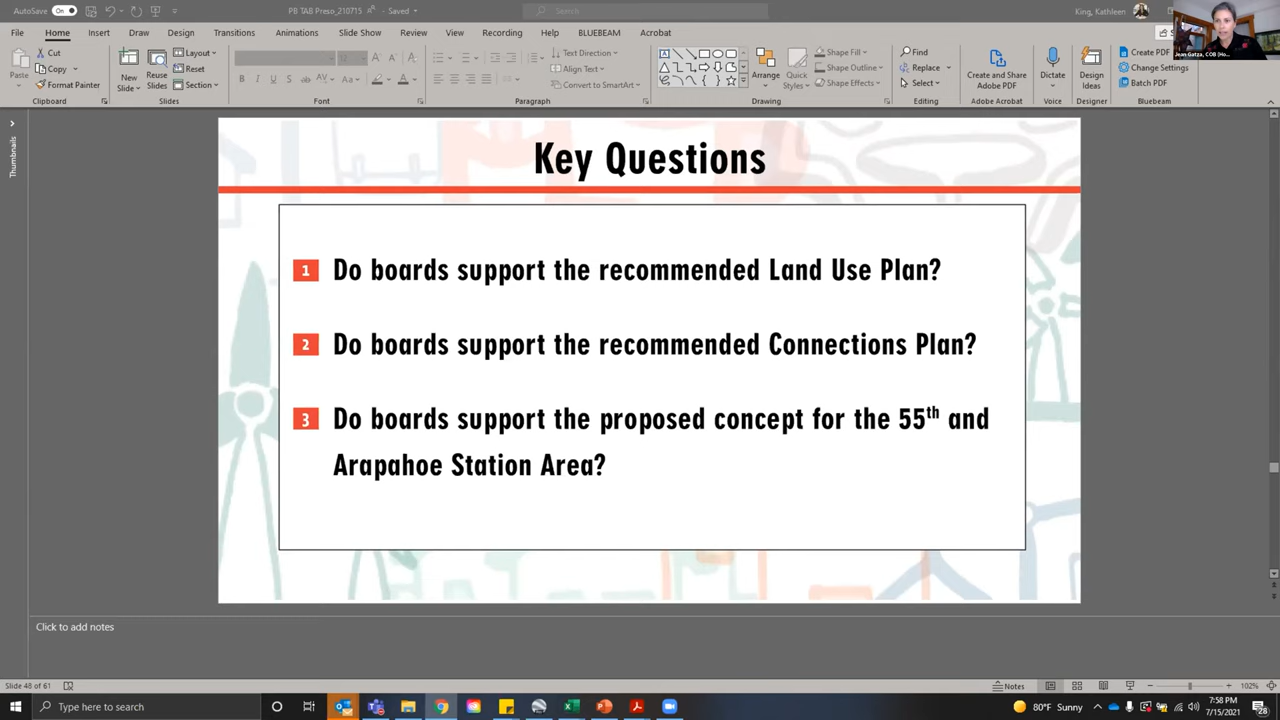 AutoSave On PB TAB Preso_210715 - Saved Search King, Kathleen
File Home Insert Draw Design Transitions Animations Slide Show Review View Recording Help BLUEBEAM Acrobat
Jean Gatza, COB
Paste
Cut
Copy
Format Painter
Clipboard
New Slide
Reuse Slides
Layout
Reset
Section
Slides
B I U S
Font
Text Direction
Align Text
Convert to SmartArt
Paragraph
Arrange
Quick Styles
Shape Fill
Shape Outline
Shape Effects
Drawing
Find
Replace
Select
Editing
Create and Share Adobe PDF
Adobe Acrobat
Dictate
Voice
Design Ideas
Designer
Create PDF
Change Settings
Batch PDF
Bluebeam
Thumbnails
Key Questions
1 Do boards support the recommended Land Use Plan?
2 Do boards support the recommended Connections Plan?
3 Do boards support the proposed concept for the 55th and
Arapahoe Station Area?
Click to add notes
Slide 48 of 61 Notes 102%
Type here to search 80°F Sunny 7:58 PM
7/15/2021 28